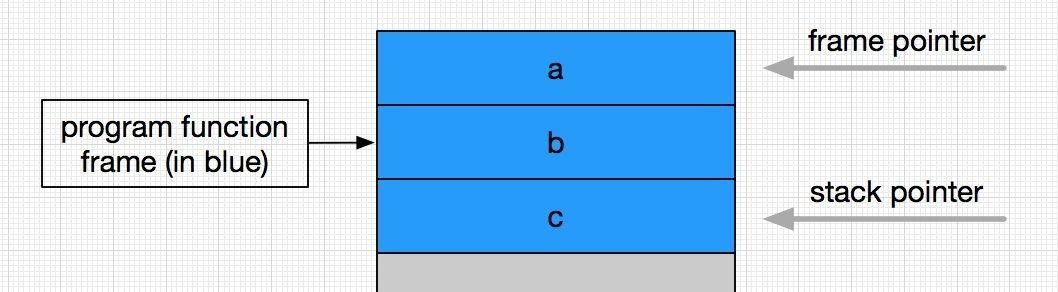 frame pointer
a
program function
frame (in blue)
b
stack pointer
c